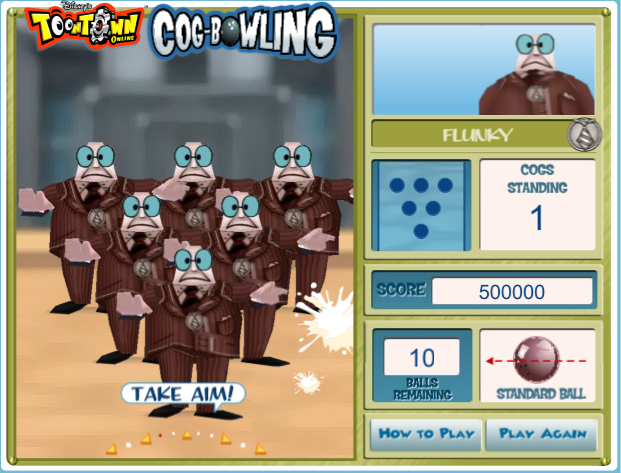 Disney's
TOONTOWN
ONLINE
COG-BOWLING
FLUNKY
COGS
STANDING
1
SCORE
500000
10
BALLS
REMAINING
STANDARD BALL
TAKE AIM!
HOW TO PLAY
PLAY AGAIN